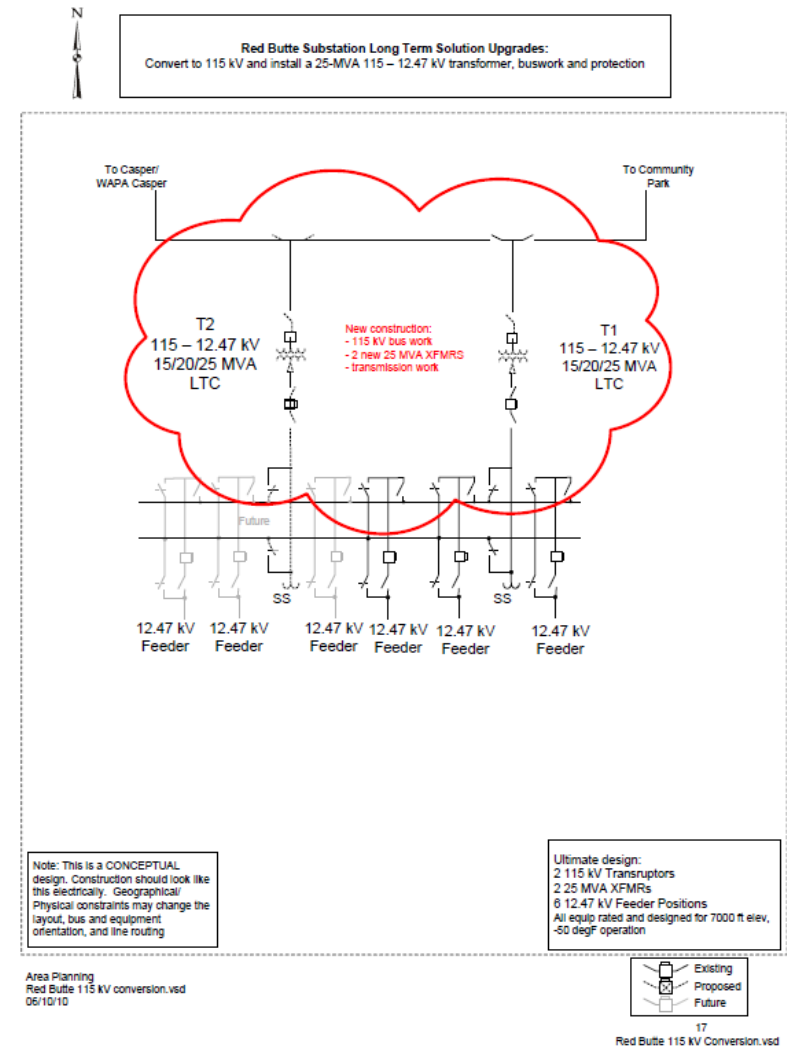 N
Red Butte Substation Long Term Solution Upgrades:
Convert to 115 kV and install a 25-MVA 115 – 12.47 kV transformer, buswork and protection
To Casper/
WAPA Casper
To Community
Park
T2
115 – 12.47 kV
15/20/25 MVA
LTC
New construction:
- 115 kV bus work
- 2 new 25 MVA XFMRS
- transmission work
T1
115 – 12.47 kV
15/20/25 MVA
LTC
Future
SS
SS
12.47 kV
Feeder
12.47 kV
Feeder
12.47 kV
Feeder
12.47 kV
Feeder
12.47 kV
Feeder
12.47 kV
Feeder
Note: This is a CONCEPTUAL
design. Construction should look like
this electrically. Geographical/
Physical constraints may change the
layout, bus and equipment
orientation, and line routing
Ultimate design:
2 115 kV Transruptors
2 25 MVA XFMRs
6 12.47 kV Feeder Positions
All equip rated and designed for 7000 ft elev,
-50 degF operation
Area Planning
Red Butte 115 kV conversion.vsd
06/10/10
Existing
Proposed
Future
17
Red Butte 115 kV Conversion.vsd